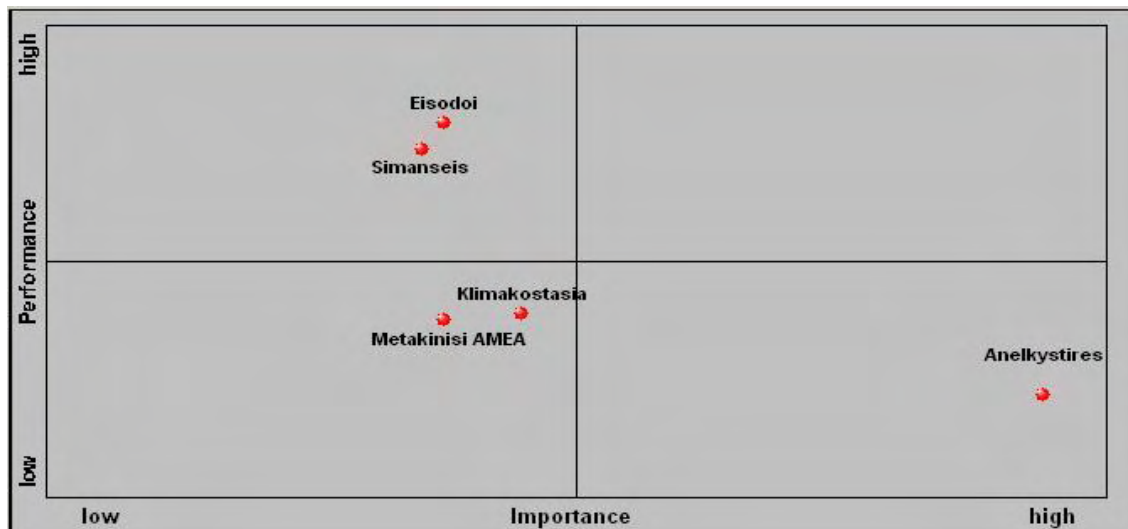 high
Performance
low
Eisodoi
Simanseis
Klimakostasia
Metakinisi AMEA
Anelkystires
low
Importance
high